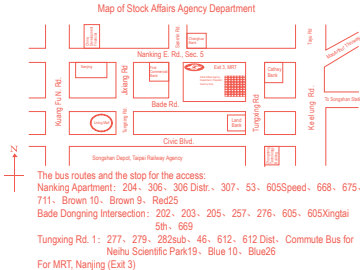 Map of Stock Affairs Agency Department
Nanking E. Rd., Sec. 5
Exit 3, MRT
Nanjing
Cathay
Bank
Kuang Fu N. Rd.
Jixiang Rd.
Tungxing Rd
Keelung Rd.
To Songshan
Bade Rd.
Land
Bank
Civic Blvd.
Songshan Depot, Taipei Railway Agency
Z
The bus routes and the stop for the access:
Nanking Apartment: 204、306、306 Distr.、307、53、605Speed、668、675、
711、Brown 10、Brown 9、Red25
Bade Dongning Intersection: 202、203、205、257、276、605、605Xingtai
5th、669
Tungxing Rd. 1: 277、279、282sub、46、612、612 Dist、Commute Bus for
Neihu Scientific Park19、Blue 10、Blue26
For MRT, Nanjing (Exit 3)